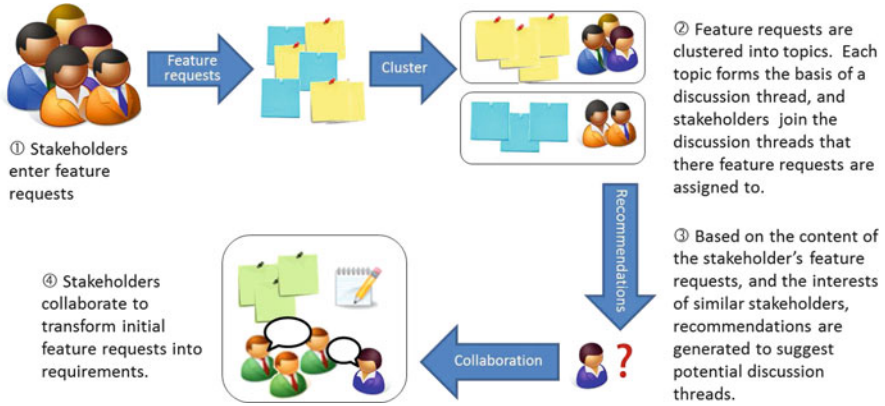 Feature
requests
Cluster
① Stakeholders
enter feature
requests
② Feature requests are
clustered into topics. Each
topic forms the basis of a
discussion thread, and
stakeholders join the
discussion threads that
there feature requests are
assigned to.
Recommendations
③ Based on the content of
the stakeholder's feature
requests, and the interests
of similar stakeholders,
recommendations are
generated to suggest
potential discussion
threads.
?
Collaboration
④ Stakeholders
collaborate to
transform initial
feature requests into
requirements.